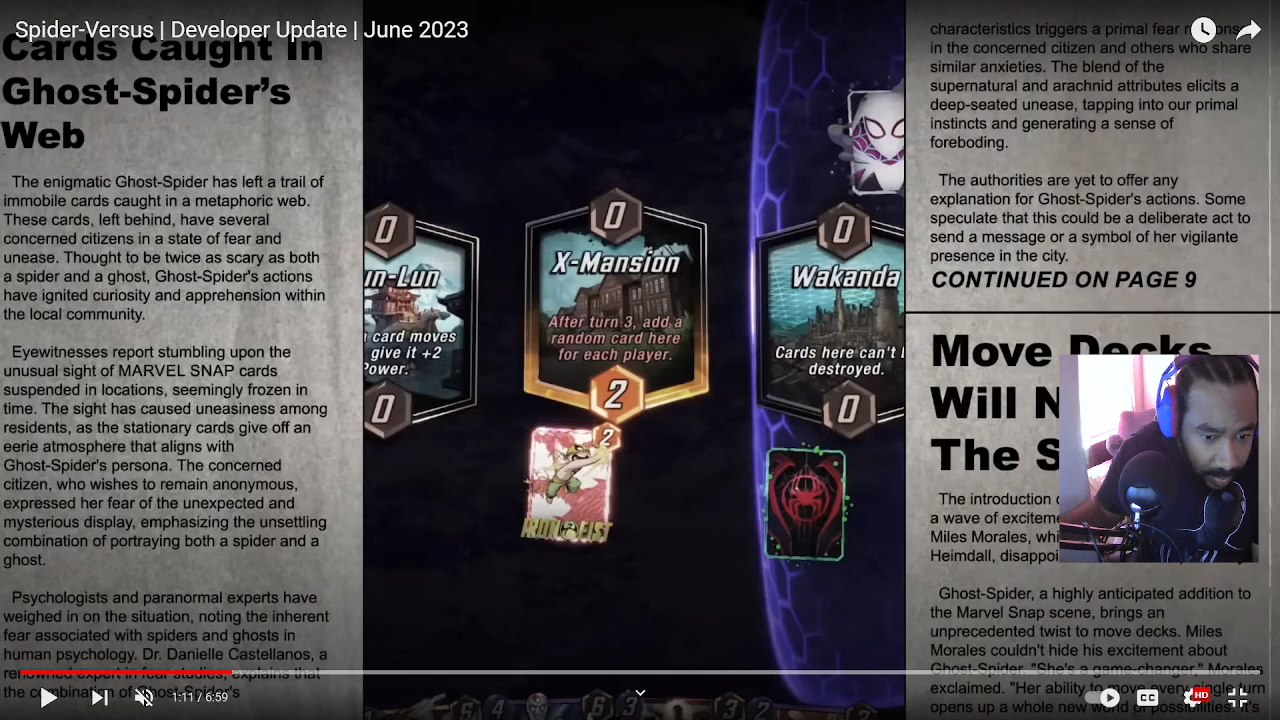 Spider-Versus | Developer Update | June 2023
Cards Caught In
Ghost-Spider's
Web
The enigmatic Ghost-Spider has left a trail of
immobile cards caught in a metaphoric web.
These cards, left behind, have several
concerned citizens in a state of fear and
unease. Thought to be twice as scary as both
a spider and a ghost, Ghost-Spider's actions
have ignited curiosity and apprehension within
the local community.
Eyewitnesses report stumbling upon the
unusual sight of MARVEL SNAP cards
suspended in locations, seemingly frozen in
time. The sight has caused uneasiness among
residents, as the stationary cards give off an
eerie atmosphere that aligns with
Ghost-Spider's persona. The concerned
citizen, who wishes to remain anonymous,
expressed her fear of the unexpected and
mysterious display, emphasizing the unsettling
combination of portraying both a spider and a
ghost.
Psychologists and paranormal experts have
weighed in on the situation, noting the inherent
fear associated with spiders and ghosts in
human psychology. Dr. Danielle Castellanos, a
renowned expert in fear studies, explains that
the combination of Ghost-Spider's
1:11 / 6:59
0
n-Lun
card moves
give it +2
Power.
0
0
X-Mansion
After turn 3, add a
random card here
for each player.
2
2
IRON FIST
0
Wakanda
Cards here can't
destroyed.
0
6
6
3
characteristics triggers a primal fear
in the concerned citizen and others who share
similar anxieties. The blend of the
supernatural and arachnid attributes elicits a
deep-seated unease, tapping into our primal
instincts and generating a sense of
foreboding.
The authorities are yet to offer any
explanation for Ghost-Spider's actions. Some
speculate that this could be a deliberate act to
send a message or a symbol of her vigilante
presence in the city.
CONTINUED ON PAGE 9
Move Decks
Will N
The S
The introduction
a wave of exciteme
Miles Morales, whi
Heimdall, disappoi
Ghost-Spider, a highly anticipated addition to
the Marvel Snap scene, brings an
unprecedented twist to move decks. Miles
Morales couldn't hide his excitement about
Ghost-Spider. "She's a game-changer," Morales
exclaimed. "Her ability to move every single turn
opens up a whole new world of possibilities. It's
CC
HD